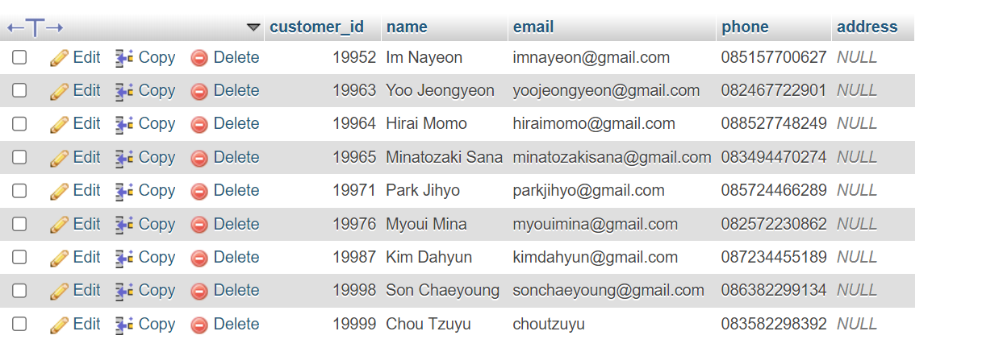 customer_id name email phone address
Edit Copy Delete 19952 Im Nayeon imnayeon@gmail.com 085157700627 NULL
Edit Copy Delete 19963 Yoo Jeongyeon yoojeongyeon@gmail.com 082467722901 NULL
Edit Copy Delete 19964 Hirai Momo hiraimomo@gmail.com 088527748249 NULL
Edit Copy Delete 19965 Minatozaki Sana minatozakisana@gmail.com 083494470274 NULL
Edit Copy Delete 19971 Park Jihyo parkjihyo@gmail.com 085724466289 NULL
Edit Copy Delete 19976 Myoui Mina myouimina@gmail.com 082572230862 NULL
Edit Copy Delete 19987 Kim Dahyun kimdahyun@gmail.com 087234455189 NULL
Edit Copy Delete 19998 Son Chaeyoung sonchaeyoung@gmail.com 086382299134 NULL
Edit Copy Delete 19999 Chou Tzuyu choutzuyu 083582298392 NULL